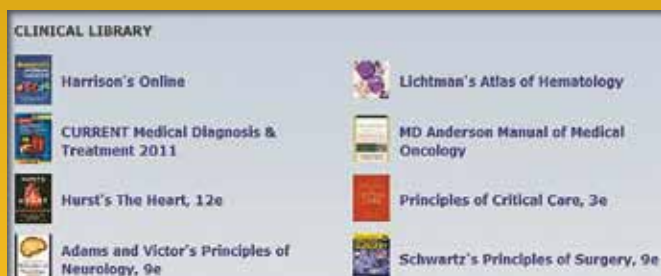 CLINICAL LIBRARY
Harrison's Online
CURRENT Medical Diagnosis &
Treatment 2011
Hurst's The Heart, 12e
Adams and Victor's Principles of
Neurology, 9e
Lichtman's Atlas of Hematology
MD Anderson Manual of Medical
Oncology
Principles of Critical Care, 3e
Schwartz's Principles of Surgery, 9e